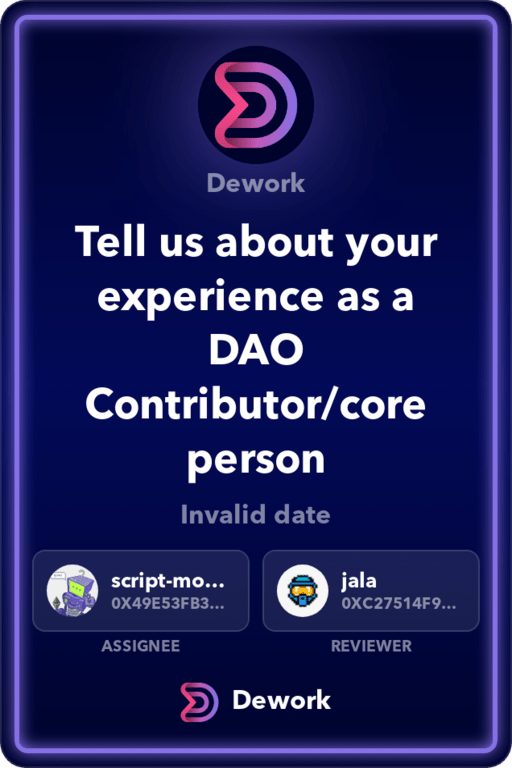 Dework
Tell us about your
experience as a
DAO
Contributor/core
person
Invalid date
script-mo...
0X49E53FB3...
ASSIGNEE
jala
0XC27514F9...
REVIEWER
Dework